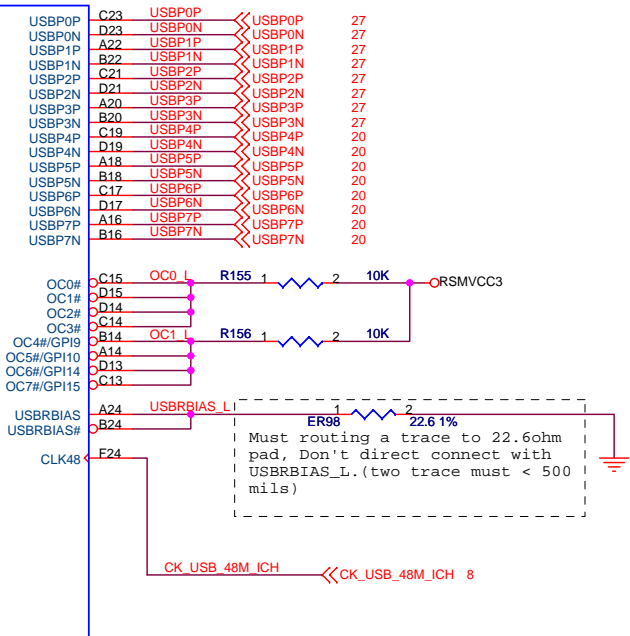 USBP0P C23 USBP0P USBP0P 27
USBP0N D23 USBP0N USBP0N 27
USBP1P A22 USBP1P USBP1P 27
USBP1N B22 USBP1N USBP1N 27
USBP2P C21 USBP2P USBP2P 27
USBP2N D21 USBP2N USBP2N 27
USBP3P A20 USBP3P USBP3P 27
USBP3N B20 USBP3N USBP3N 27
USBP4P C19 USBP4P USBP4P 20
USBP4N D19 USBP4N USBP4N 20
USBP5P A18 USBP5P USBP5P 20
USBP5N B18 USBP5N USBP5N 20
USBP6P C17 USBP6P USBP6P 20
USBP6N D17 USBP6N USBP6N 20
USBP7P A16 USBP7P USBP7P 20
USBP7N B16 USBP7N USBP7N 20
OC0# C15 OC0_L R155 1 2 10K RSMVCC3
OC1# D15
OC2# D14
OC3# C14
OC4#/GPI9 B14 OC1_L R156 1 2 10K
OC5#/GPI10 A14
OC6#/GPI14 D13
OC7#/GPI15 C13
USBRBIAS A24 USBRBIAS_L 1 2
USBRBIAS# B24 ER98 22.6 1%
Must routing a trace to 22.6ohm
pad, Don't direct connect with
USBRBIAS_L.(two trace must < 500
mils)
CLK48 F24
CK_USB_48M_ICH CK_USB_48M_ICH 8